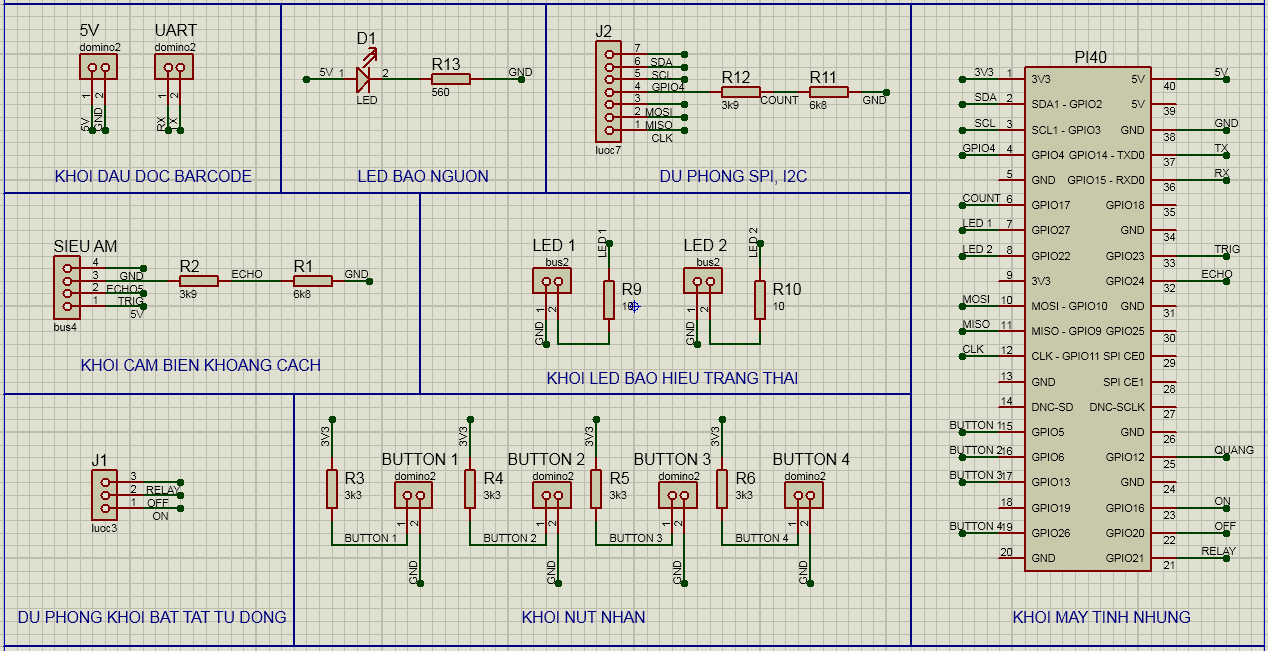 5V
domino2
1
2
5V
GND
UART
domino2
1
2
RX
TX
KHOI DAU DOC BARCODE
D1
5V
1
2
LED
R13
560
GND
LED BAO NGUON
J2
7
6
SDA
5
SCL
4
GPIO4
3
2
MOSI
1
MISO
CLK
luoc7
R12
3k9
COUNT
R11
6k8
GND
DU PHONG SPI, I2C
SIEU AM
4
3
GND
2
ECHO5
1
TRIG
5V
bus4
R2
3k9
ECHO
R1
6k8
GND
KHOI CAM BIEN KHOANG CACH
LED 1
bus2
1
2
GND
LED 1
R9
LED 2
bus2
1
2
GND
LED 2
R10
10
KHOI LED BAO HIEU TRANG THAI
J1
3
2
RELAY
1
OFF
ON
luoc3
DU PHONG KHOI BAT TAT TU DONG
3V3
R3
3k3
BUTTON 1
domino2
1
2
BUTTON 1
GND
3V3
R4
3k3
BUTTON 2
domino2
1
2
BUTTON 2
GND
3V3
R5
3k3
BUTTON 3
domino2
1
2
BUTTON 3
GND
3V3
R6
3k3
BUTTON 4
domino2
1
2
BUTTON 4
GND
KHOI NUT NHAN
PI40
3V3 1 3V3 5V 40 5V
SDA 2 SDA1 - GPIO2 5V 39
SCL 3 SCL1 - GPIO3 GND 38 GND
GPIO4 4 GPIO4 GPIO14 - TXD0 37 TX
5 GND GPIO15 - RXD0 36 RX
COUNT 6 GPIO17 GPIO18 35
LED 1 7 GPIO27 GND 34
LED 2 8 GPIO22 GPIO23 33 TRIG
9 3V3 GPIO24 32 ECHO
MOSI 10 MOSI - GPIO10 GND 31
MISO 11 MISO - GPIO9 GPIO25 30
CLK 12 CLK - GPIO11 SPI CE0 29
13 GND SPI CE1 28
14 DNC-SD DNC-SCLK 27
BUTTON 1 15 GPIO5 GND 26
BUTTON 2 16 GPIO6 GPIO12 25 QUANG
BUTTON 3 17 GPIO13 GND 24
18 GPIO19 GPIO16 23 ON
BUTTON 4 19 GPIO26 GPIO20 22 OFF
20 GND GPIO21 21 RELAY
KHOI MAY TINH NHUNG